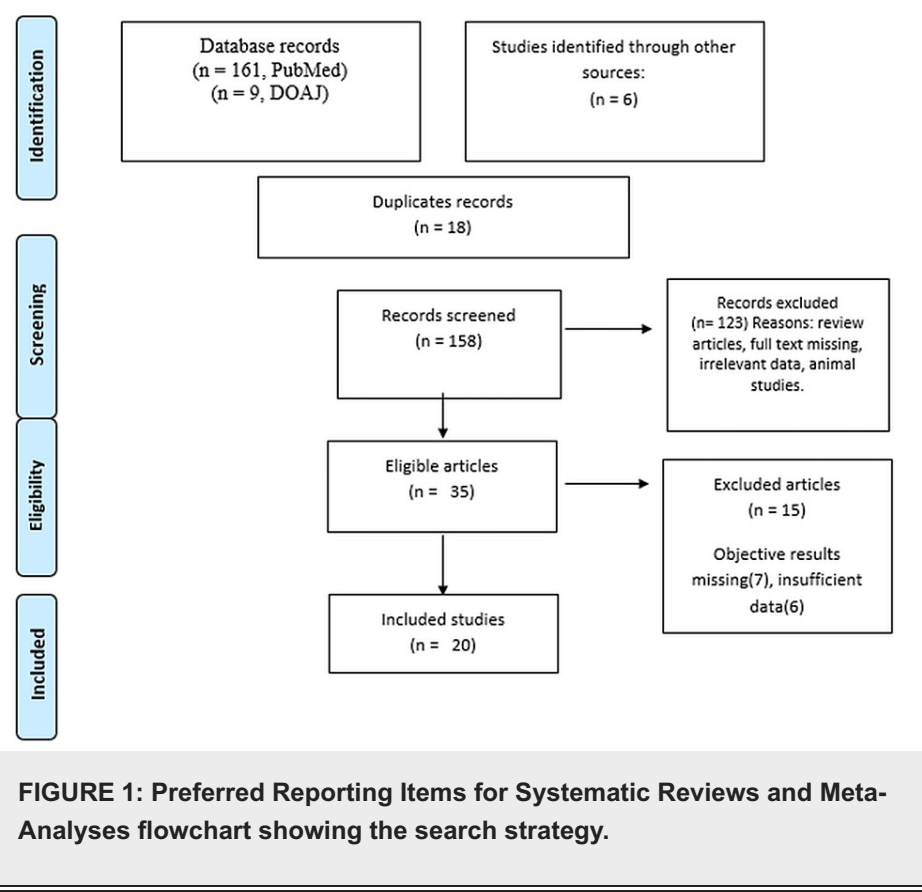 Identification
Database records
(n = 161, PubMed)
(n = 9, DOAJ)
Studies identified through other
sources:
(n = 6)
Duplicates records
(n = 18)
Screening
Records screened
(n = 158)
Records excluded
(n= 123) Reasons: review
articles, full text missing,
irrelevant data, animal
studies.
Eligibility
Eligible articles
(n = 35)
Excluded articles
(n = 15)
Objective results
missing(7), insufficient
data(6)
Included
Included studies
(n = 20)
FIGURE 1: Preferred Reporting Items for Systematic Reviews and Meta-
Analyses flowchart showing the search strategy.